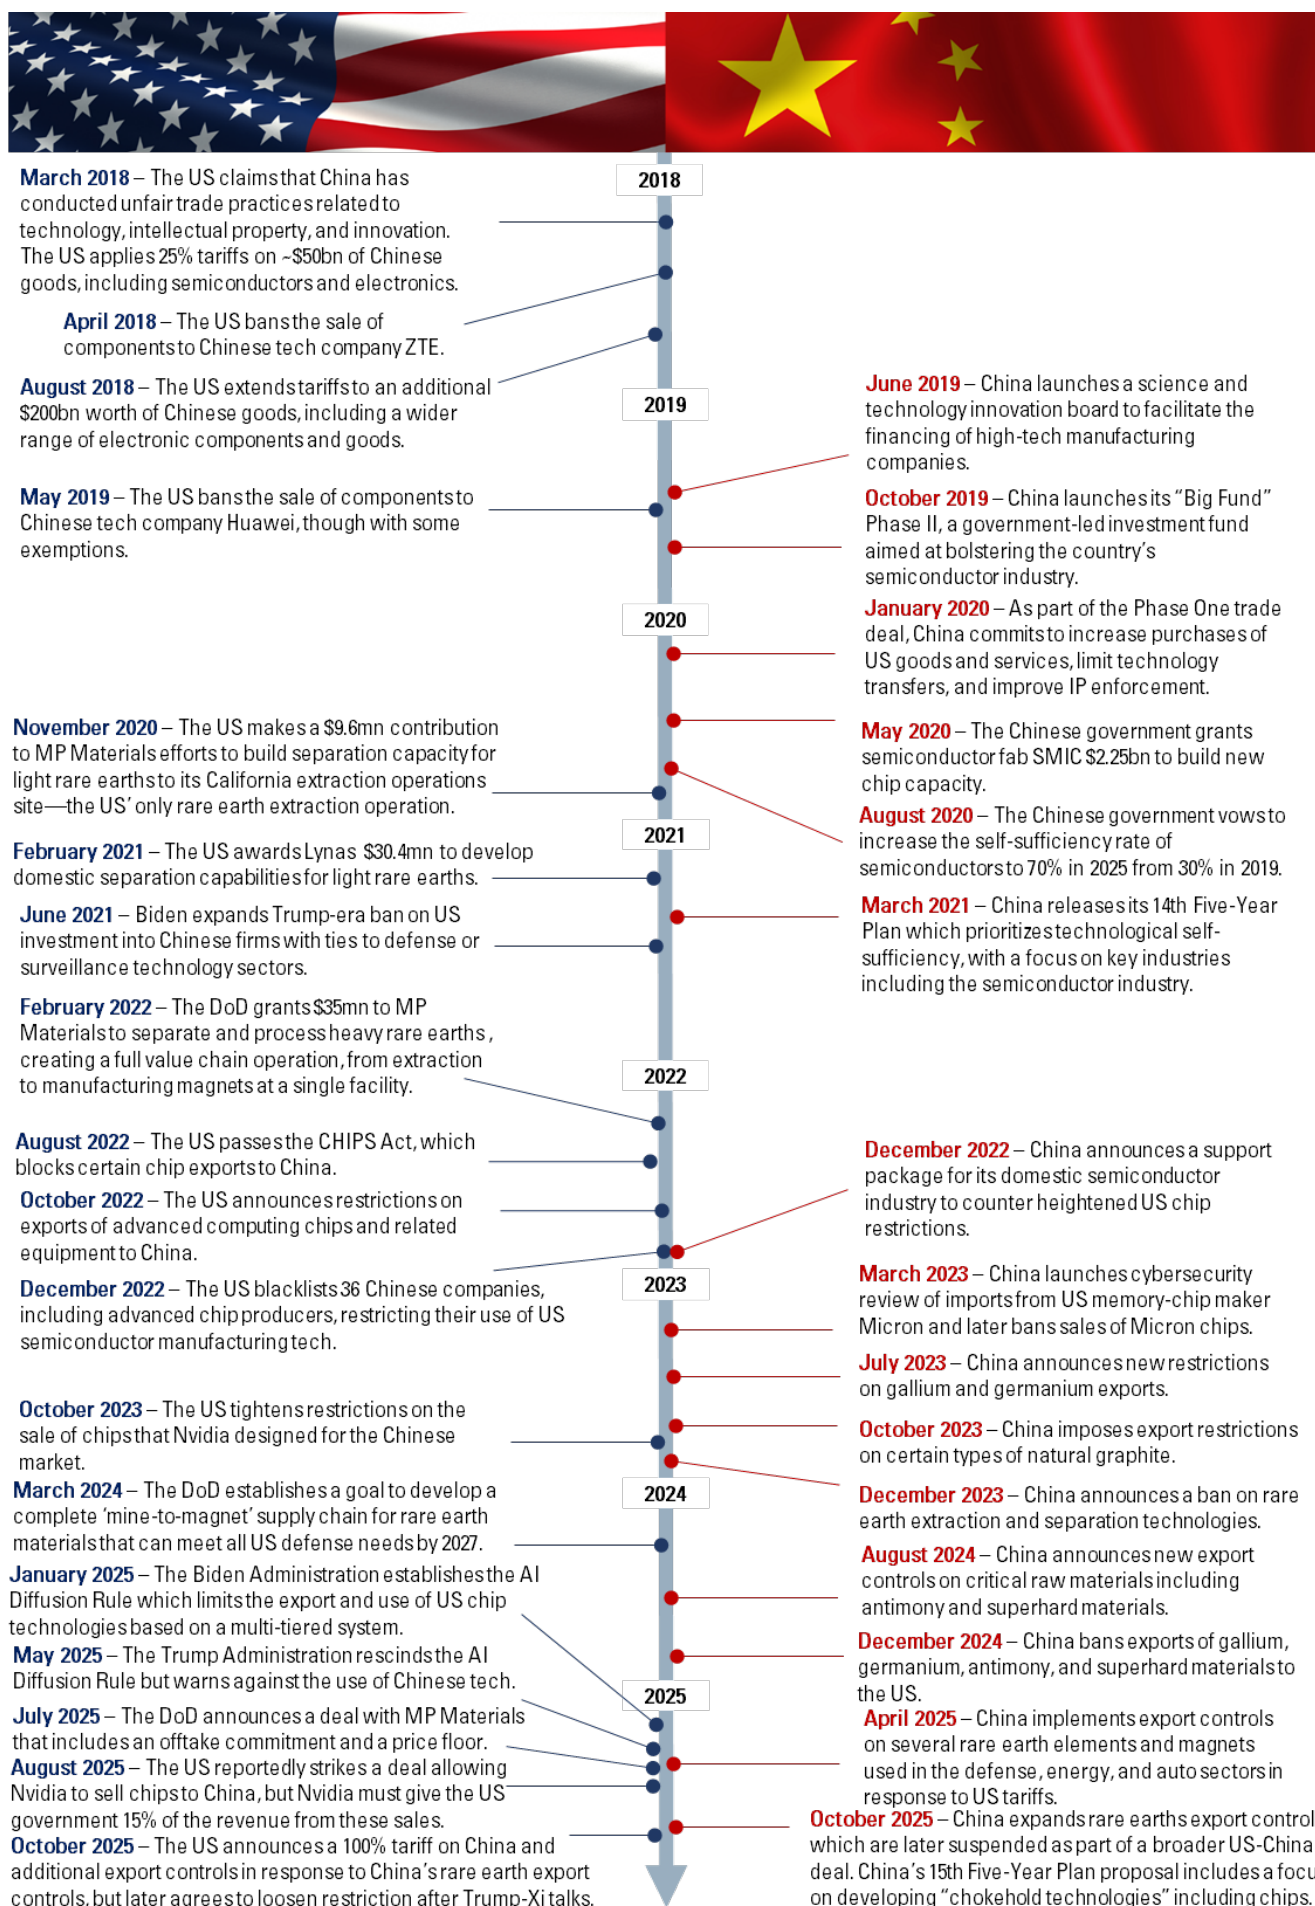 2018
March 2018 – The US claims that China has
conducted unfair trade practices related to
technology, intellectual property, and innovation.
The US applies 25% tariffs on ~$50bn of Chinese
goods, including semiconductors and electronics.
April 2018 – The US bans the sale of
components to Chinese tech company ZTE.
August 2018 – The US extends tariffs to an additional
$200bn worth of Chinese goods, including a wider
range of electronic components and goods.
2019
June 2019 – China launches a science and
technology innovation board to facilitate the
financing of high-tech manufacturing
companies.
May 2019 – The US bans the sale of components to
Chinese tech company Huawei, though with some
exemptions.
October 2019 – China launches its “Big Fund”
Phase II, a government-led investment fund
aimed at bolstering the country’s
semiconductor industry.
2020
January 2020 – As part of the Phase One trade
deal, China commits to increase purchases of
US goods and services, limit technology
transfers, and improve IP enforcement.
November 2020 – The US makes a $9.6mn contribution
to MP Materials efforts to build separation capacity for
light rare earths to its California extraction operations
site—the US’ only rare earth extraction operation.
May 2020 – The Chinese government grants
semiconductor fab SMIC $2.25bn to build new
chip capacity.
August 2020 – The Chinese government vows to
increase the self-sufficiency rate of
semiconductors to 70% in 2025 from 30% in 2019.
2021
February 2021 – The US awards Lynas $30.4mn to develop
domestic separation capabilities for light rare earths.
June 2021 – Biden expands Trump-era ban on US
investment into Chinese firms with ties to defense or
surveillance technology sectors.
March 2021 – China releases its 14th Five-Year
Plan which prioritizes technological self-
sufficiency, with a focus on key industries
including the semiconductor industry.
February 2022 – The DoD grants $35mn to MP
Materials to separate and process heavy rare earths ,
creating a full value chain operation, from extraction
to manufacturing magnets at a single facility.
2022
August 2022 – The US passes the CHIPS Act, which
blocks certain chip exports to China.
October 2022 – The US announces restrictions on
exports of advanced computing chips and related
equipment to China.
December 2022 – China announces a support
package for its domestic semiconductor
industry to counter heightened US chip
restrictions.
December 2022 – The US blacklists 36 Chinese companies,
including advanced chip producers, restricting their use of US
semiconductor manufacturing tech.
2023
March 2023 – China launches cybersecurity
review of imports from US memory-chip maker
Micron and later bans sales of Micron chips.
July 2023 – China announces new restrictions
on gallium and germanium exports.
October 2023 – The US tightens restrictions on the
sale of chips that Nvidia designed for the Chinese
market.
October 2023 – China imposes export restrictions
on certain types of natural graphite.
2024
March 2024 – The DoD establishes a goal to develop a
complete ‘mine-to-magnet’ supply chain for rare earth
materials that can meet all US defense needs by 2027.
December 2023 – China announces a ban on rare
earth extraction and separation technologies.
August 2024 – China announces new export
controls on critical raw materials including
antimony and superhard materials.
January 2025 – The Biden Administration establishes the AI
Diffusion Rule which limits the export and use of US chip
technologies based on a multi-tiered system.
December 2024 – China bans exports of gallium,
germanium, antimony, and superhard materials to
the US.
May 2025 – The Trump Administration rescinds the AI
Diffusion Rule but warns against the use of Chinese tech.
2025
July 2025 – The DoD announces a deal with MP Materials
that includes an offtake commitment and a price floor.
April 2025 – China implements export controls
on several rare earth elements and magnets
used in the defense, energy, and auto sectors in
response to US tariffs.
August 2025 – The US reportedly strikes a deal allowing
Nvidia to sell chips to China, but Nvidia must give the US
government 15% of the revenue from these sales.
October 2025 – The US announces a 100% tariff on China and
additional export controls in response to China’s rare earth export
controls, but later agrees to loosen restriction after Trump-Xi talks.
October 2025 – China expands rare earths export control
which are later suspended as part of a broader US-China
deal. China’s 15th Five-Year Plan proposal includes a focu
on developing “chokehold technologies” including chips.